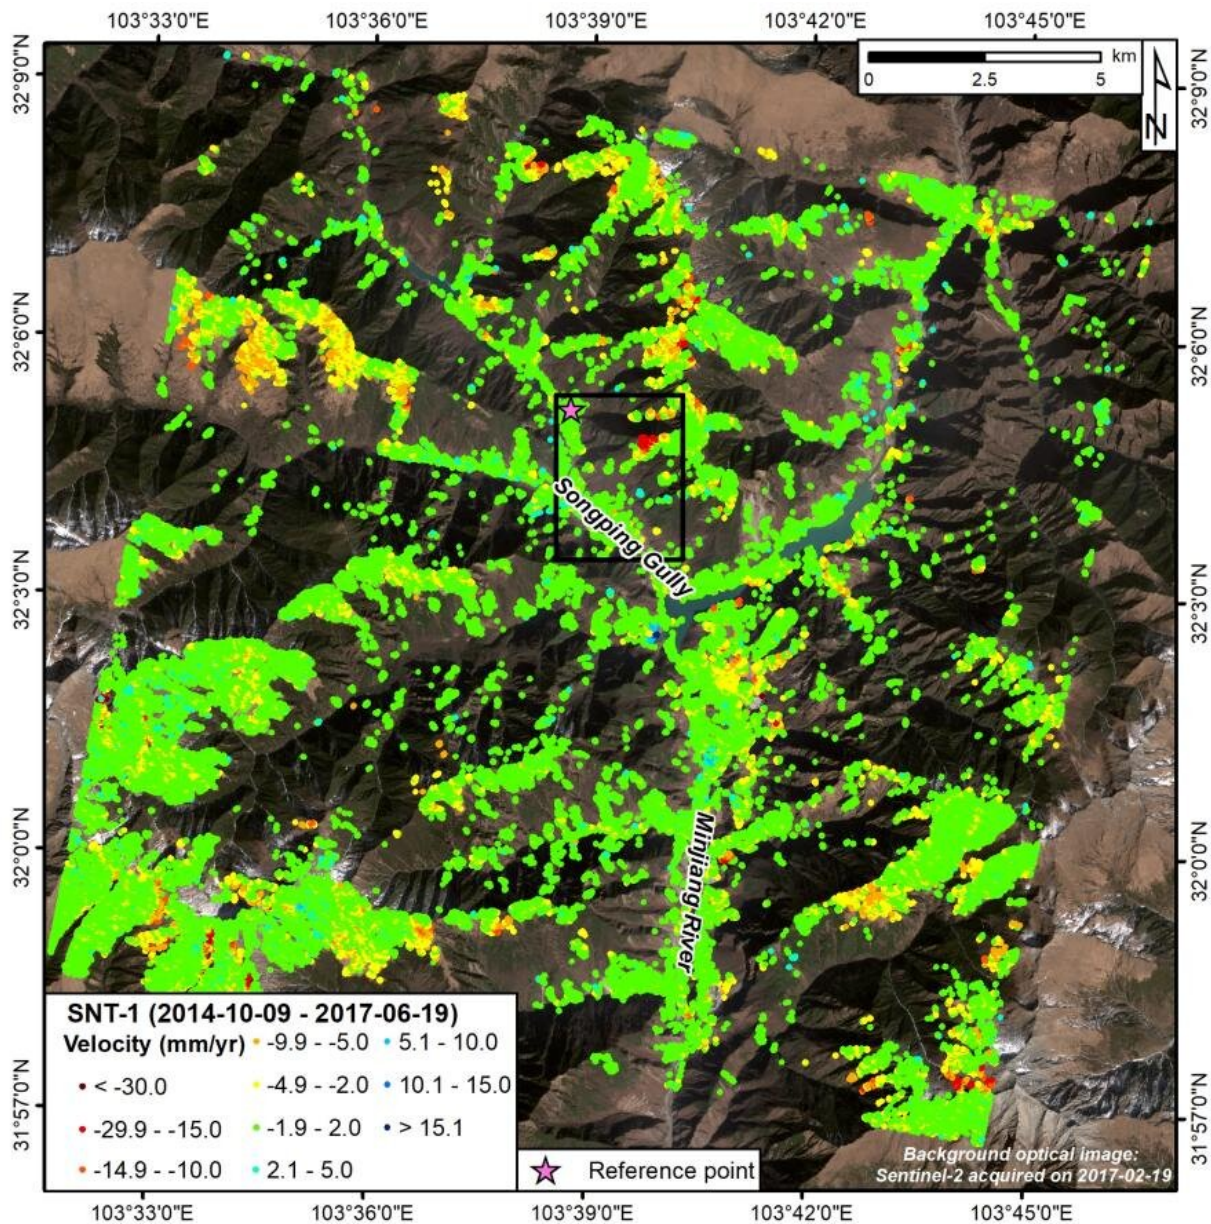 103°33'0"E 103°36'0"E 103°39'0"E 103°42'0"E 103°45'0"E
km
0 2.5 5
N
32°9'0"N
32°9'0"N
32°6'0"N
32°6'0"N
Songping Gully
32°3'0"N
32°3'0"N
32°0'0"N
32°0'0"N
Minjiang River
SNT-1 (2014-10-09 - 2017-06-19)
Velocity (mm/yr)
-9.9 - -5.0
5.1 - 10.0
< -30.0
-4.9 - -2.0
10.1 - 15.0
-29.9 - -15.0
-1.9 - 2.0
> 15.1
-14.9 - -10.0
2.1 - 5.0
Reference point
Background optical image:
Sentinel-2 acquired on 2017-02-19
31°57'0"N
31°57'0"N
103°33'0"E 103°36'0"E 103°39'0"E 103°42'0"E 103°45'0"E